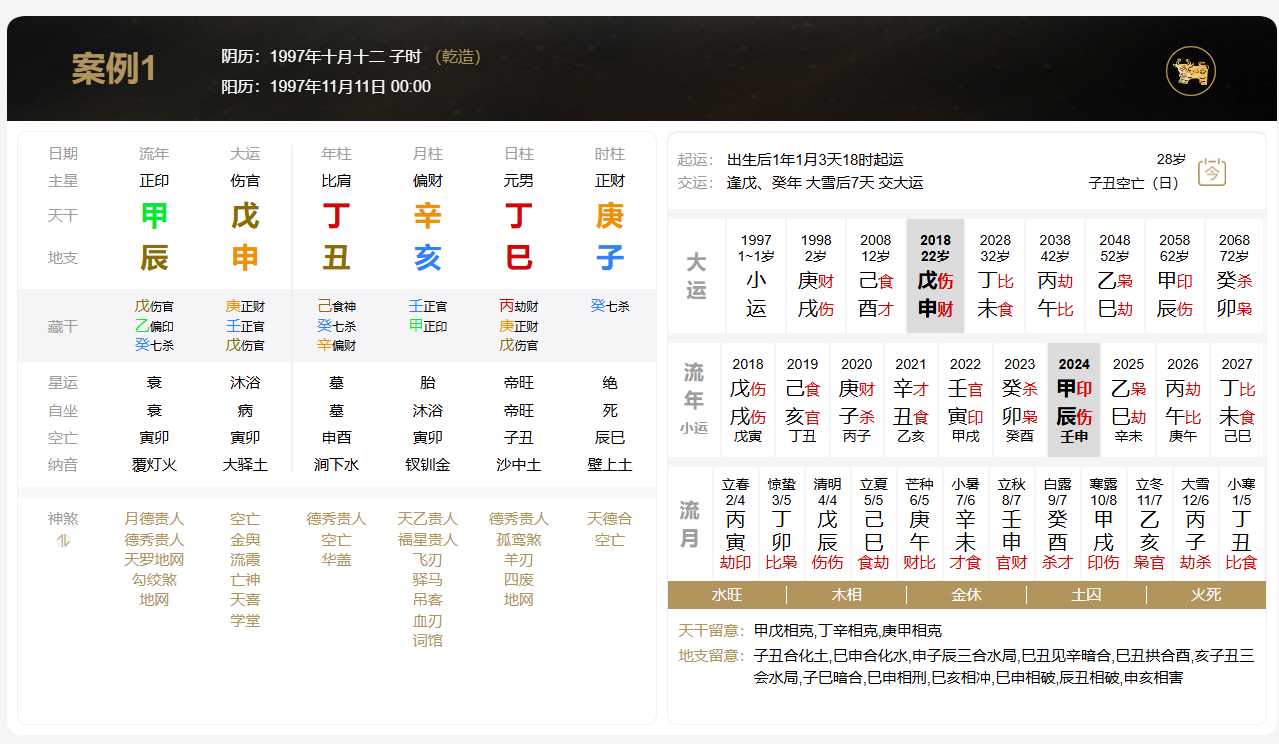 案例1
阴历：1997年十月十二 子时 （乾造）
阳历：1997年11月11日 00:00
日期 流年 大运 年柱 月柱 日柱 时柱
主星 正印 伤官 比肩 偏财 元男 正财
天干 甲 戊 丁 辛 丁 庚
地支 辰 申 丑 亥 巳 子
藏干
戊伤官 庚正财 己食神 壬正官 丙劫财 癸七杀
乙偏印 壬正官 癸七杀 甲正印 庚正财
癸七杀 戊伤官 辛偏财 戊伤官
星运 衰 沐浴 墓 胎 帝旺 绝
自坐 衰 病 墓 沐浴 帝旺 死
空亡 寅卯 寅卯 申酉 寅卯 子丑 辰巳
纳音 覆灯火 大驿土 涧下水 钗钏金 沙中土 壁上土
神煞 月德贵人 空亡 德秀贵人 天乙贵人 德秀贵人 天德合
德秀贵人 金舆 空亡 福星贵人 孤鸾煞 空亡
天罗地网 流霞 华盖 飞刃 羊刃
勾绞煞 亡神 驿马 四废
地网 天喜 吊客 地网
学堂 血刃
词馆
起运： 出生后1年1月3天18时起运 28岁
交运： 逢戊、癸年 大雪后7天 交大运 子丑空亡（日） 今
大运
1997 1998 2008 2018 2028 2038 2048 2058 2068
1~1岁 2岁 12岁 22岁 32岁 42岁 52岁 62岁 72岁
小 庚财 己食 戊伤 丁比 丙劫 乙枭 甲印 癸杀
运 戌伤 酉才 申财 未食 午比 巳劫 辰伤 卯枭
流年
小运
2018 2019 2020 2021 2022 2023 2024 2025 2026 2027
戊伤 己食 庚财 辛才 壬官 癸杀 甲印 乙枭 丙劫 丁比
戌伤 亥官 子杀 丑食 寅印 卯枭 辰伤 巳劫 午比 未食
戊寅 丁丑 丙子 乙亥 甲戌 癸酉 壬申 辛未 庚午 己巳
流月
立春 惊蛰 清明 立夏 芒种 小暑 立秋 白露 寒露 立冬 大雪 小寒
2/4 3/5 4/4 5/5 6/5 7/6 8/7 9/7 10/8 11/7 12/6 1/5
丙 丁 戊 己 庚 辛 壬 癸 甲 乙 丙 丁
寅 卯 辰 巳 午 未 申 酉 戌 亥 子 丑
劫印 比枭 伤伤 食劫 财比 才食 官财 杀才 印伤 枭官 劫杀 比食
水旺 木相 金休 土囚 火死
天干留意： 甲戊相克,丁辛相克,庚甲相克
地支留意： 子丑合化土,巳申合化水,申子辰三合水局,巳丑见辛暗合,巳丑拱合酉,亥子丑三
会水局,子巳暗合,巳申相刑,巳亥相冲,巳申相破,辰丑相破,申亥相害